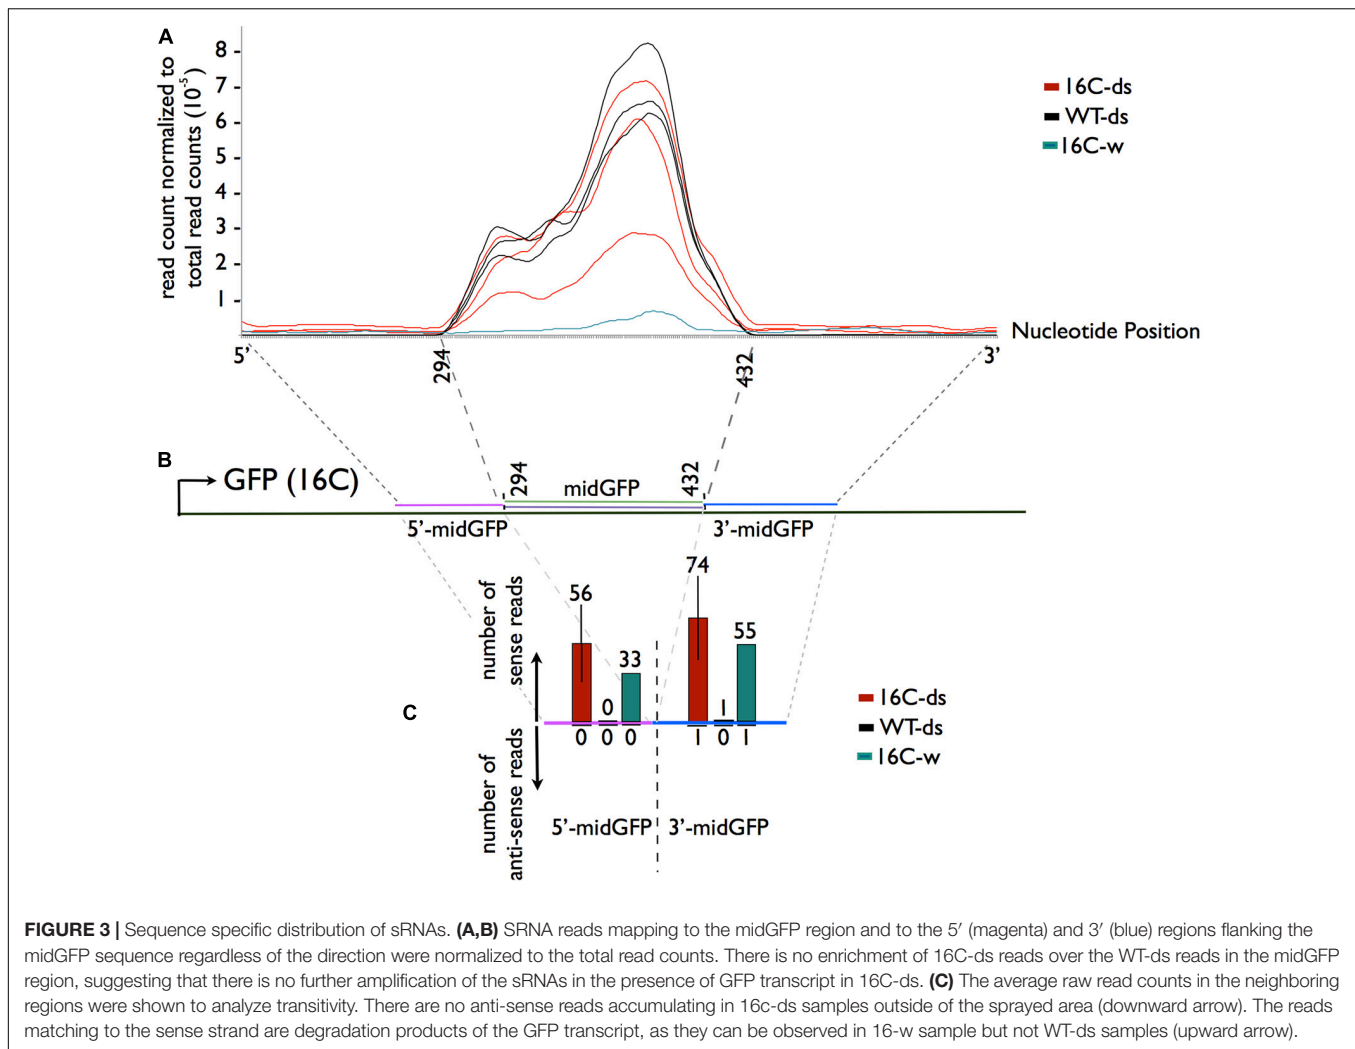 A
read count normalized to
total read counts (10⁻⁵)
8
7
6
5
4
3
2
1
16C-ds
WT-ds
16C-w
Nucleotide Position
5'
294
432
3'
B
GFP (16C)
294
midGFP
432
5'-midGFP
3'-midGFP
C
number of
sense reads
number of
anti-sense reads
56
0
33
74
1
55
0
0
0
1
0
1
5'-midGFP
3'-midGFP
16C-ds
WT-ds
16C-w
FIGURE 3 | Sequence specific distribution of sRNAs. (A,B) SRNA reads mapping to the midGFP region and to the 5′ (magenta) and 3′ (blue) regions flanking the
midGFP sequence regardless of the direction were normalized to the total read counts. There is no enrichment of 16C-ds reads over the WT-ds reads in the midGFP
region, suggesting that there is no further amplification of the sRNAs in the presence of GFP transcript in 16C-ds. (C) The average raw read counts in the neighboring
regions were shown to analyze transitivity. There are no anti-sense reads accumulating in 16c-ds samples outside of the sprayed area (downward arrow). The reads
matching to the sense strand are degradation products of the GFP transcript, as they can be observed in 16-w sample but not WT-ds samples (upward arrow).